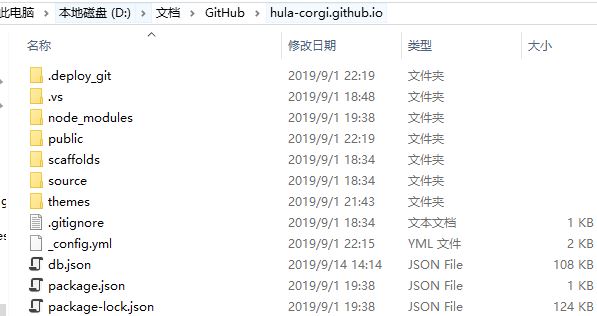 此电脑 本地磁盘 (D:) 文档 GitHub hula-corgi.github.io
名称 修改日期 类型 大小
.deploy_git 2019/9/1 22:19 文件夹
.vs 2019/9/1 18:48 文件夹
node_modules 2019/9/1 19:38 文件夹
public 2019/9/1 22:19 文件夹
scaffolds 2019/9/1 18:34 文件夹
source 2019/9/1 18:34 文件夹
themes 2019/9/1 21:43 文件夹
.gitignore 2019/9/1 18:34 文本文档 1 KB
_config.yml 2019/9/1 22:15 YML 文件 2 KB
db.json 2019/9/14 14:14 JSON File 108 KB
package.json 2019/9/1 19:38 JSON File 1 KB
package-lock.json 2019/9/1 19:38 JSON File 124 KB